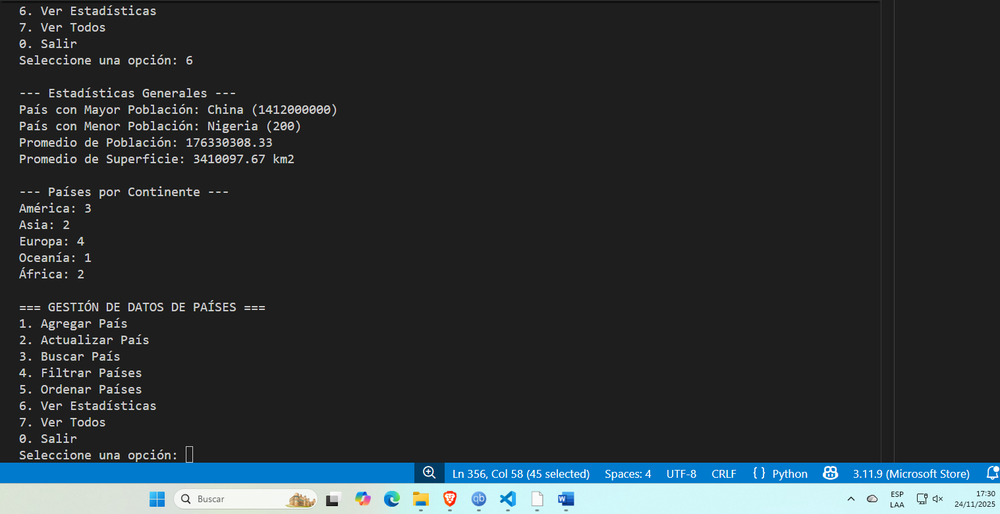 6. Ver Estadísticas
7. Ver Todos
0. Salir
Seleccione una opción: 6
--- Estadísticas Generales ---
País con Mayor Población: China (1412000000)
País con Menor Población: Nigeria (200)
Promedio de Población: 176330308.33
Promedio de Superficie: 3410097.67 km2
--- Países por Continente ---
América: 3
Asia: 2
Europa: 4
Oceanía: 1
África: 2
=== GESTIÓN DE DATOS DE PAÍSES ===
1. Agregar País
2. Actualizar País
3. Buscar País
4. Filtrar Países
5. Ordenar Países
6. Ver Estadísticas
7. Ver Todos
0. Salir
Seleccione una opción:
Ln 356, Col 58 (45 selected) Spaces: 4 UTF-8 CRLF { } Python 3.11.9 (Microsoft Store)
Buscar qb W ESP 17:30
LAA 24/11/2025